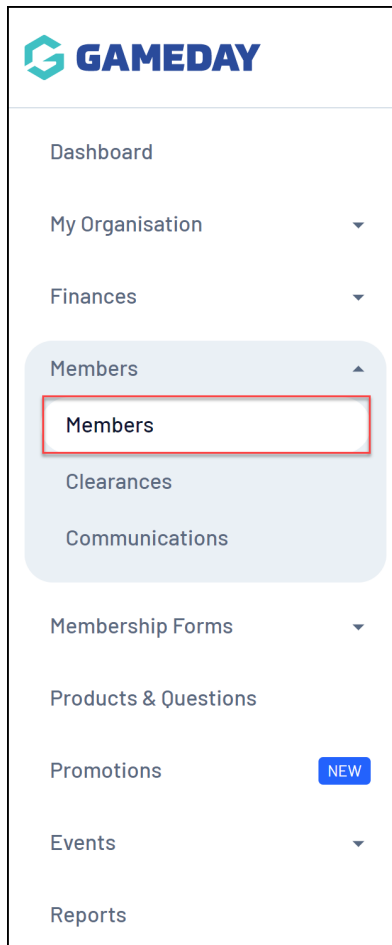 GAMEDAY
Dashboard
My Organisation
Finances
Members
Members
Clearances
Communications
Membership Forms
Products & Questions
Promotions NEW
Events
Reports